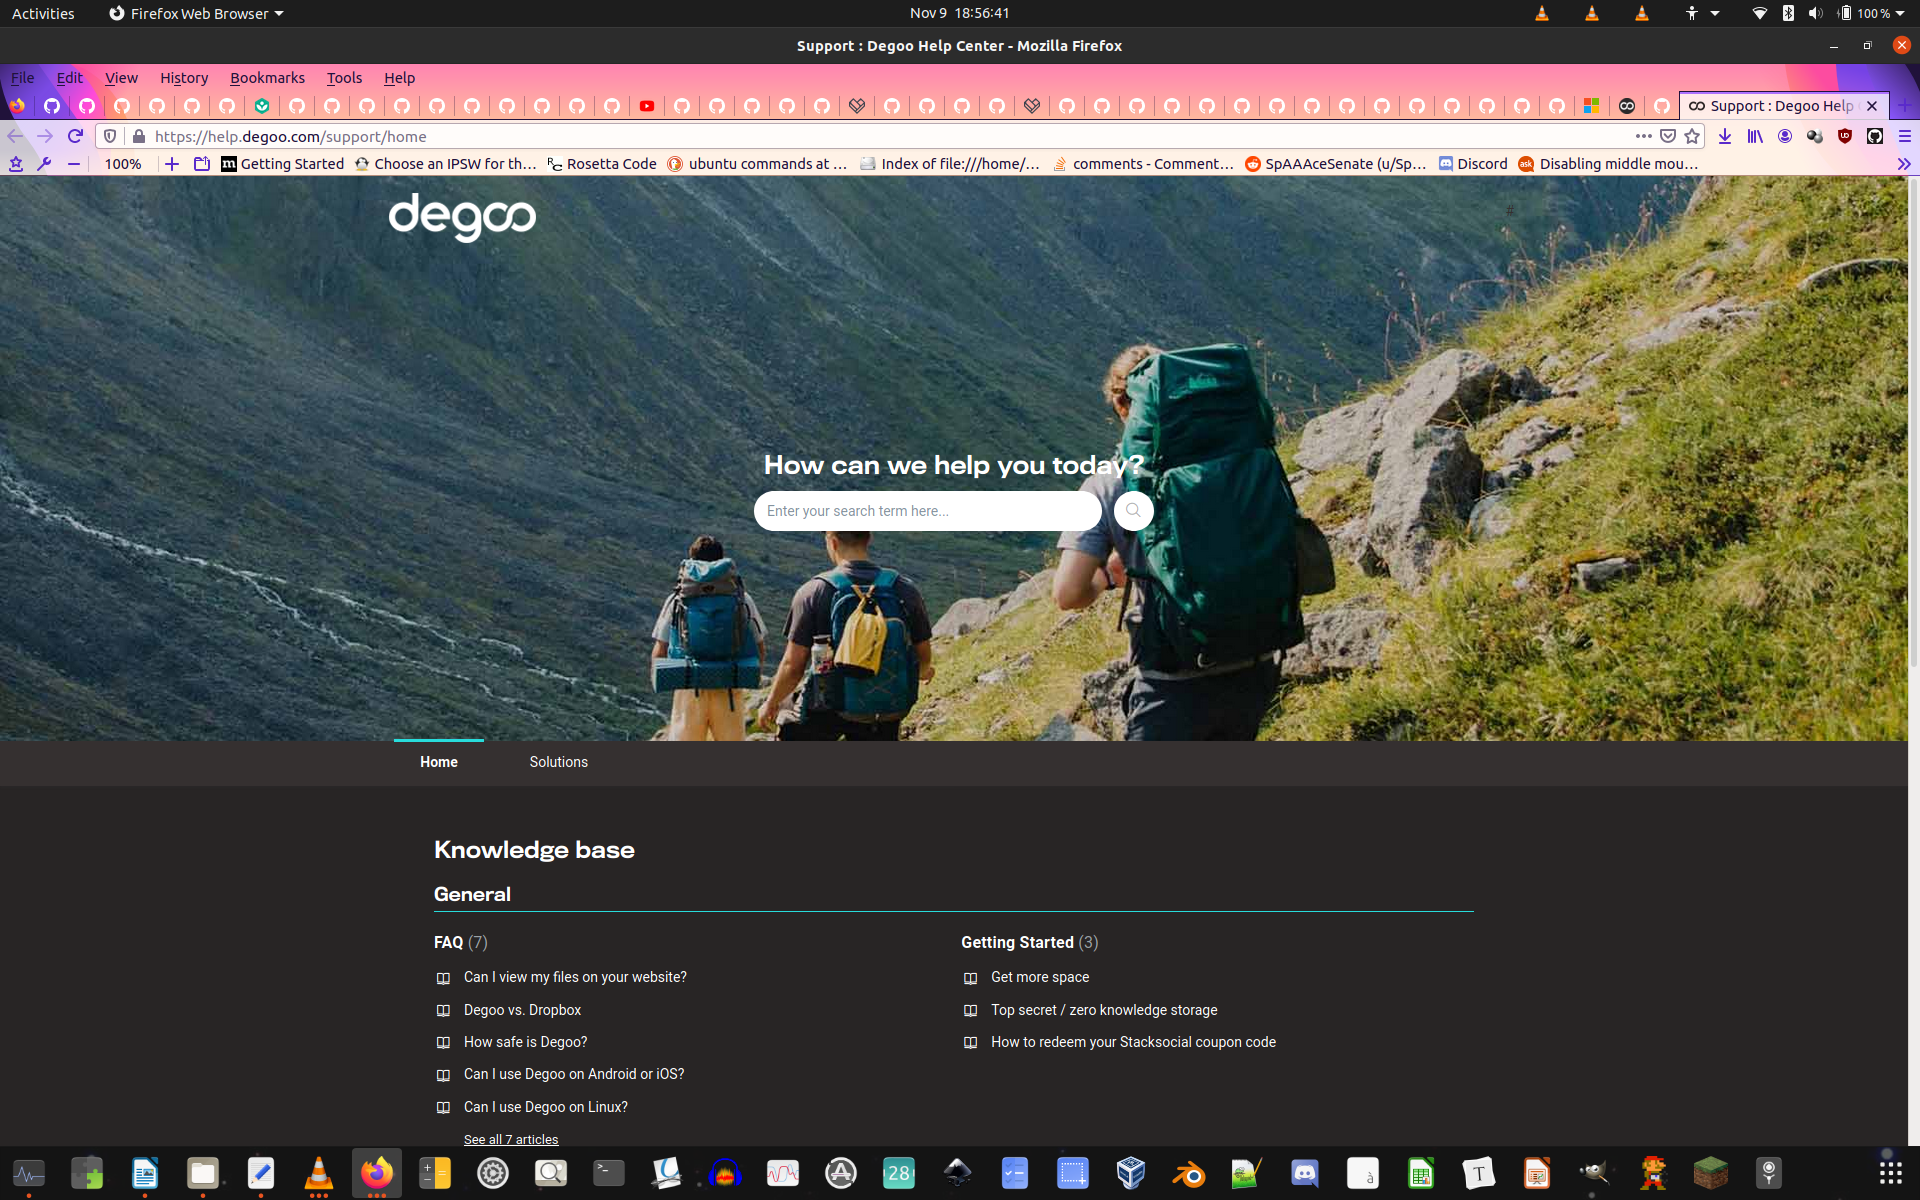 Activities Firefox Web Browser Nov 9 18:56:41 100 %
Support : Degoo Help Center - Mozilla Firefox
File Edit View History Bookmarks Tools Help
Support : Degoo Help
https://help.degoo.com/support/home
100% Getting Started Choose an IPSW for th… Rosetta Code ubuntu commands at … Index of file:///home/… comments - Comment… SpAAAceSenate (u/Sp… Discord Disabling middle mou…
degoo
#
How can we help you today?
Enter your search term here...
Home Solutions
Knowledge base
General
FAQ (7)
Can I view my files on your website?
Degoo vs. Dropbox
How safe is Degoo?
Can I use Degoo on Android or iOS?
Can I use Degoo on Linux?
See all 7 articles
Getting Started (3)
Get more space
Top secret / zero knowledge storage
How to redeem your Stacksocial coupon code
28